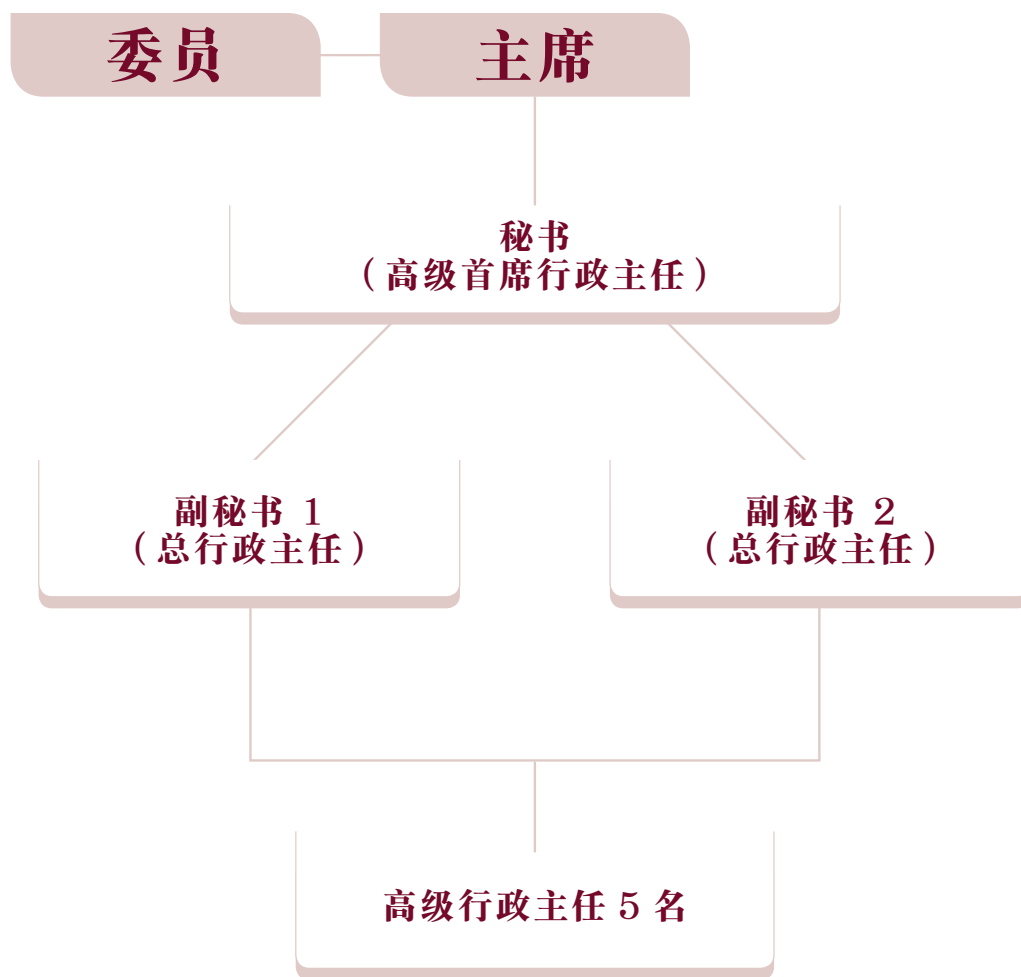 委员
主席
秘书
（高级首席行政主任）
副秘书 1
（总行政主任）
副秘书 2
（总行政主任）
高级行政主任 5 名